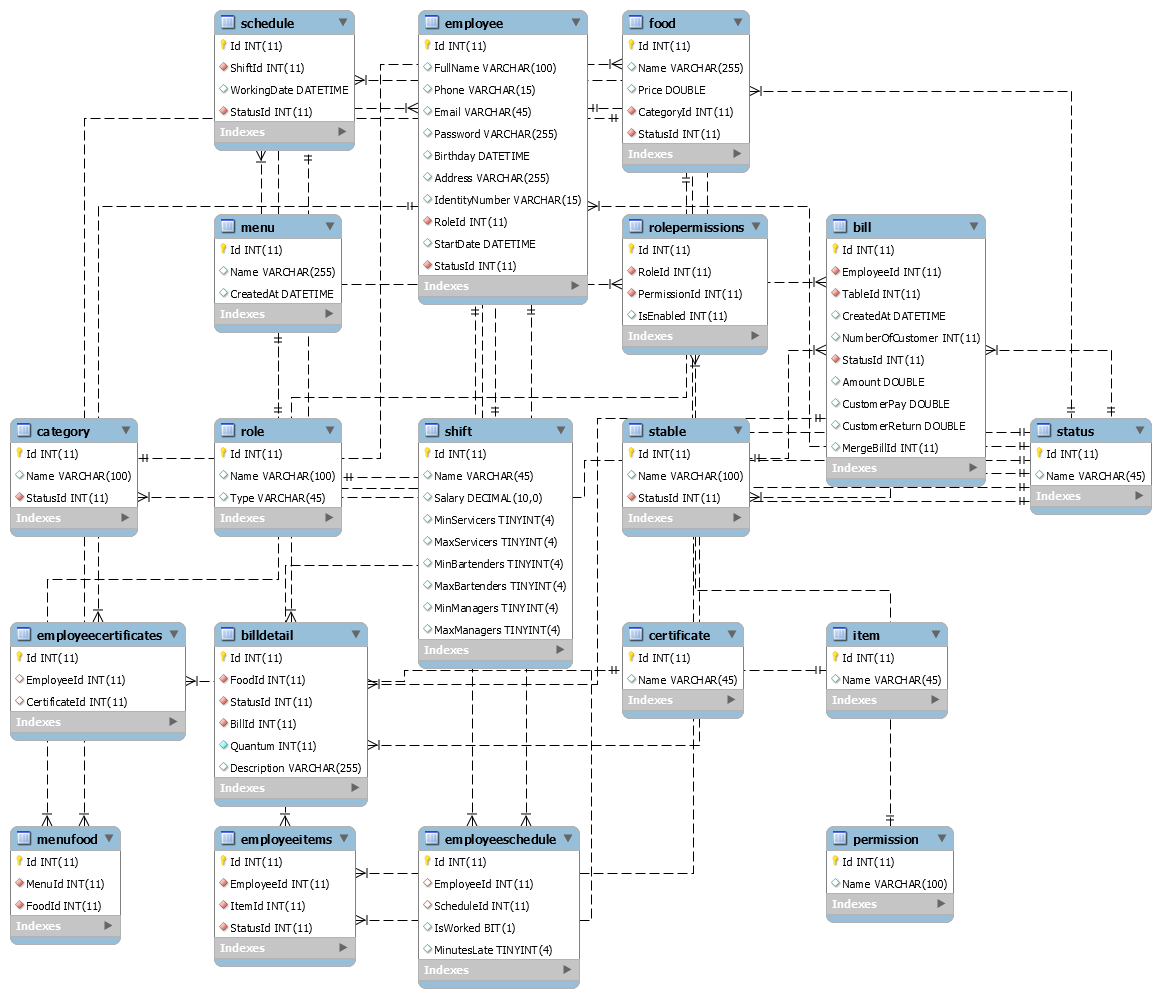 schedule
Id INT(11)
ShiftId INT(11)
WorkingDate DATETIME
StatusId INT(11)
Indexes
employee
Id INT(11)
FullName VARCHAR(100)
Phone VARCHAR(15)
Email VARCHAR(45)
Password VARCHAR(255)
Birthday DATETIME
Address VARCHAR(255)
IdentityNumber VARCHAR(15)
RoleId INT(11)
StartDate DATETIME
StatusId INT(11)
Indexes
food
Id INT(11)
Name VARCHAR(255)
Price DOUBLE
CategoryId INT(11)
StatusId INT(11)
Indexes
menu
Id INT(11)
Name VARCHAR(255)
CreatedAt DATETIME
Indexes
rolepermissions
Id INT(11)
RoleId INT(11)
PermissionId INT(11)
IsEnabled INT(11)
Indexes
bill
Id INT(11)
EmployeeId INT(11)
TableId INT(11)
CreatedAt DATETIME
NumberOfCustomer INT(11)
StatusId INT(11)
Amount DOUBLE
CustomerPay DOUBLE
CustomerReturn DOUBLE
MergeBillId INT(11)
Indexes
category
Id INT(11)
Name VARCHAR(100)
StatusId INT(11)
Indexes
role
Id INT(11)
Name VARCHAR(100)
Type VARCHAR(45)
Indexes
shift
Id INT(11)
Name VARCHAR(45)
Salary DECIMAL(10,0)
MinServicers TINYINT(4)
MaxServicers TINYINT(4)
MinBartenders TINYINT(4)
MaxBartenders TINYINT(4)
MinManagers TINYINT(4)
MaxManagers TINYINT(4)
Indexes
stable
Id INT(11)
Name VARCHAR(100)
StatusId INT(11)
Indexes
status
Id INT(11)
Name VARCHAR(45)
Indexes
employeecertificates
Id INT(11)
EmployeeId INT(11)
CertificateId INT(11)
Indexes
billdetail
Id INT(11)
FoodId INT(11)
StatusId INT(11)
BillId INT(11)
Quantum INT(11)
Description VARCHAR(255)
Indexes
certificate
Id INT(11)
Name VARCHAR(45)
Indexes
item
Id INT(11)
Name VARCHAR(45)
Indexes
menufood
Id INT(11)
MenuId INT(11)
FoodId INT(11)
Indexes
employeeitems
Id INT(11)
EmployeeId INT(11)
ItemId INT(11)
StatusId INT(11)
Indexes
employeeschedule
Id INT(11)
EmployeeId INT(11)
ScheduleId INT(11)
IsWorked BIT(1)
MinutesLate TINYINT(4)
Indexes
permission
Id INT(11)
Name VARCHAR(100)
Indexes